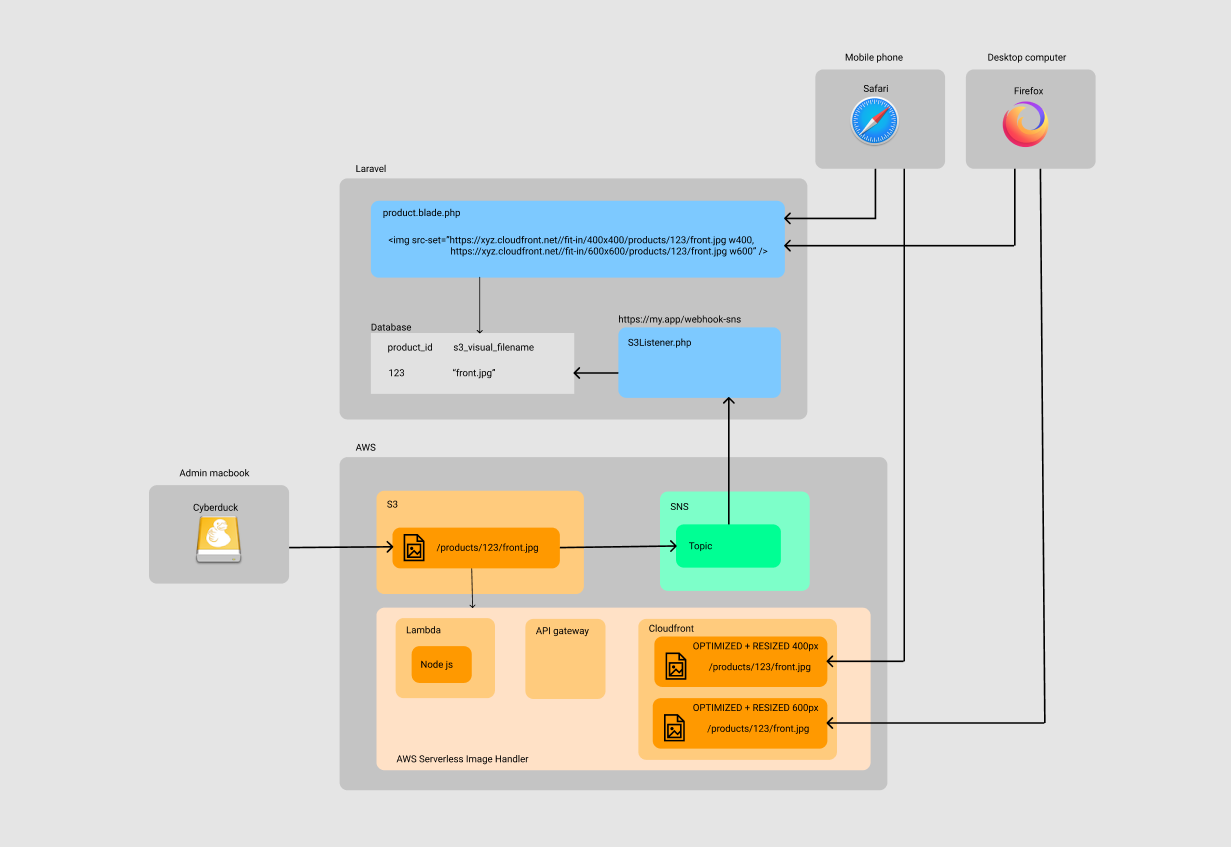 Mobile phone
Desktop computer
Safari
Firefox
Laravel
product.blade.php
<img src-set="https://xyz.cloudfront.net//fit-in/400x400/products/123/front.jpg w400,
https://xyz.cloudfront.net//fit-in/600x600/products/123/front.jpg w600" />
Database
product_id s3_visual_filename
123 “front.jpg”
https://my.app/webhook-sns
S3Listener.php
AWS
Admin macbook
Cyberduck
S3
/products/123/front.jpg
SNS
Topic
Lambda
Node js
API gateway
Cloudfront
OPTIMIZED + RESIZED 400px
/products/123/front.jpg
OPTIMIZED + RESIZED 600px
/products/123/front.jpg
AWS Serverless Image Handler